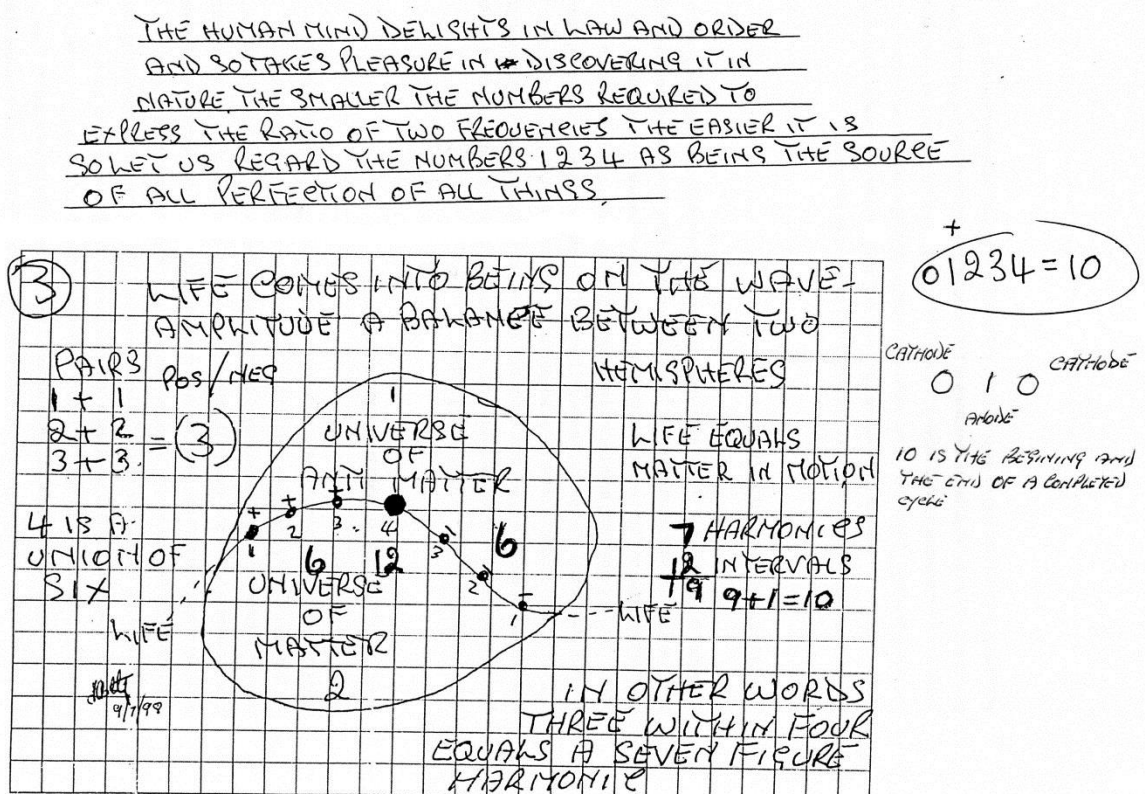 THE HUMAN MIND DELIGHTS IN LAW AND ORDER
AND SO TAKES PLEASURE IN DISCOVERING IT IN
NATURE. THE SMALLER THE NUMBERS REQUIRED TO
EXPRESS THE RATIO OF TWO FREQUENCIES THE EASIER IT IS
SO LET US REGARD THE NUMBERS 1234 AS BEING THE SOURCE
OF ALL PERFECTION OF ALL THINGS.
+
01234=10
CATHODE
CATHODE
0 1 0
ANODE
10 IS THE BEGINING AND
THE END OF A COMPLETED
CYCLE
3
LIFE COMES INTO BEING ON THE WAVE-
AMPLITUDE A BALANCE BETWEEN TWO
HEMISPHERES
PAIRS
POS/NEG
1 + 1
2 + 2
3 + 3.
= (3)
4 IS A
UNION OF
SIX
1
UNIVERSE
OF
ANTI MATTER
+ + +
1 2 3. 4 3 2 1
- - -
6 12 6
UNIVERSE
OF
MATTER
2
LIFE
LIFE
9/7/98
LIFE EQUALS
MATTER IN MOTION
7 HARMONICS
12 INTERVALS
19 9+1=10
IN OTHER WORDS
THREE WITHIN FOUR
EQUALS A SEVEN FIGURE
HARMONIC